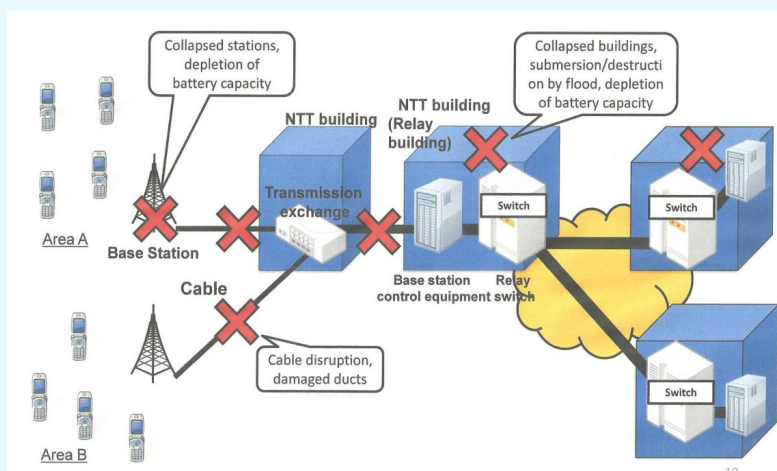 Collapsed stations,
depletion of
battery capacity
Collapsed buildings,
submersion/destructi
on by flood, depletion
of battery capacity
NTT building
NTT building
(Relay
building)
Transmission
exchange
Switch
Switch
Area A
Base Station
Cable
Base station
control equipment
Relay
switch
Cable disruption,
damaged ducts
Switch
Area B